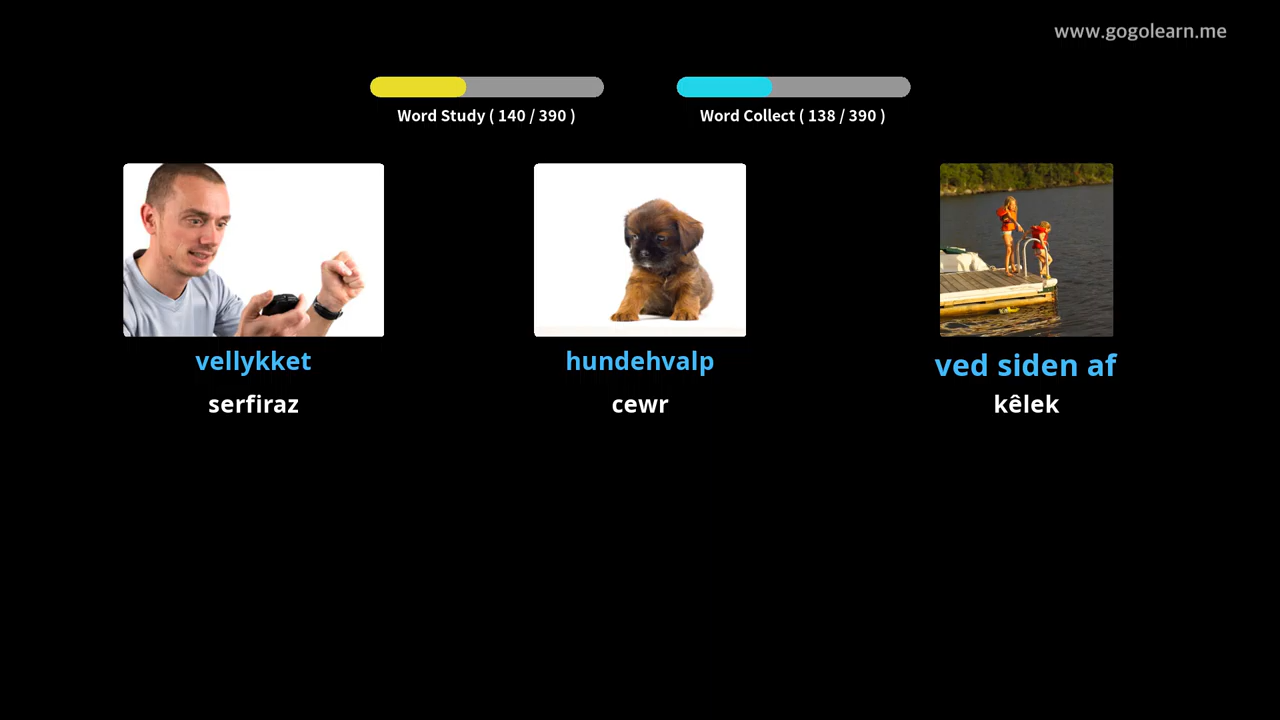 www.gogolearn.me
Word Study ( 140 / 390 )
Word Collect ( 138 / 390 )
vellykket
hundehvalp
ved siden af
serfiraz
cewr
kêlek